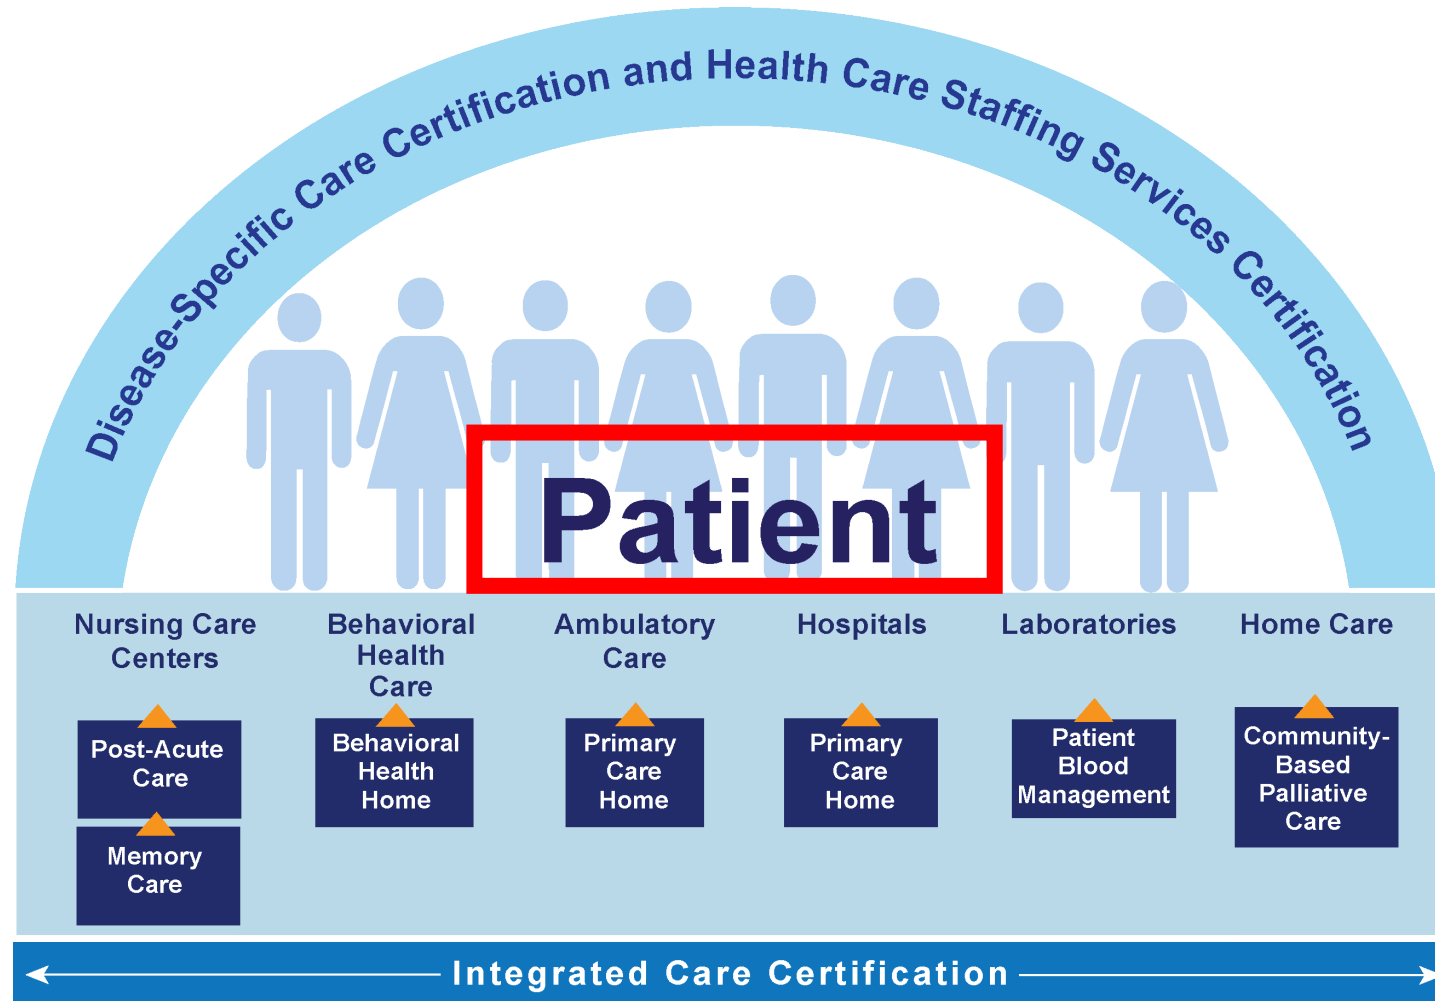 Disease-Specific Care Certification and Health Care Staffing Services Certification
Patient
Nursing Care
Centers
Behavioral
Health
Care
Ambulatory
Care
Hospitals
Laboratories
Home Care
Post-Acute
Care
Memory
Care
Behavioral
Health
Home
Primary
Care
Home
Primary
Care
Home
Patient
Blood
Management
Community-
Based
Palliative
Care
Integrated Care Certification